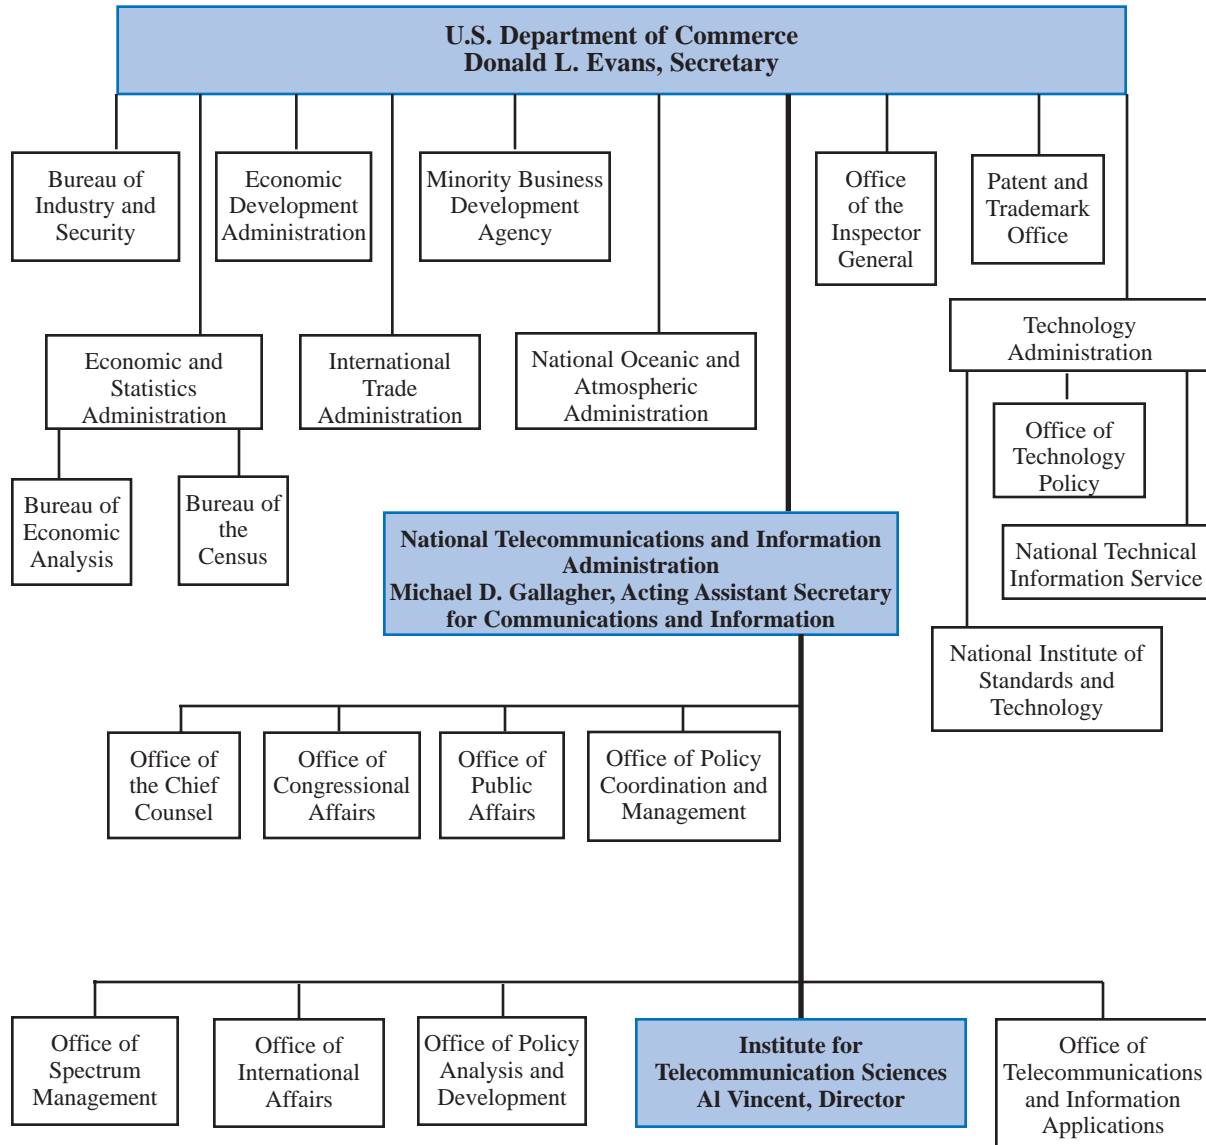 U.S. Department of Commerce
Donald L. Evans, Secretary
Bureau of
Industry and
Security
Economic
Development
Administration
Minority Business
Development
Agency
Office
of the
Inspector
General
Patent and
Trademark
Office
Economic and
Statistics
Administration
International
Trade
Administration
National Oceanic and
Atmospheric
Administration
Technology
Administration
Office of
Technology
Policy
Bureau of
Economic
Analysis
Bureau of
the
Census
National Telecommunications and Information
Administration
Michael D. Gallagher, Acting Assistant Secretary
for Communications and Information
National Technical
Information Service
National Institute of
Standards and
Technology
Office of
the Chief
Counsel
Office of
Congressional
Affairs
Office of
Public
Affairs
Office of Policy
Coordination and
Management
Office of
Spectrum
Management
Office of
International
Affairs
Office of Policy
Analysis and
Development
Institute for
Telecommunication Sciences
Al Vincent, Director
Office of
Telecommunications
and Information
Applications